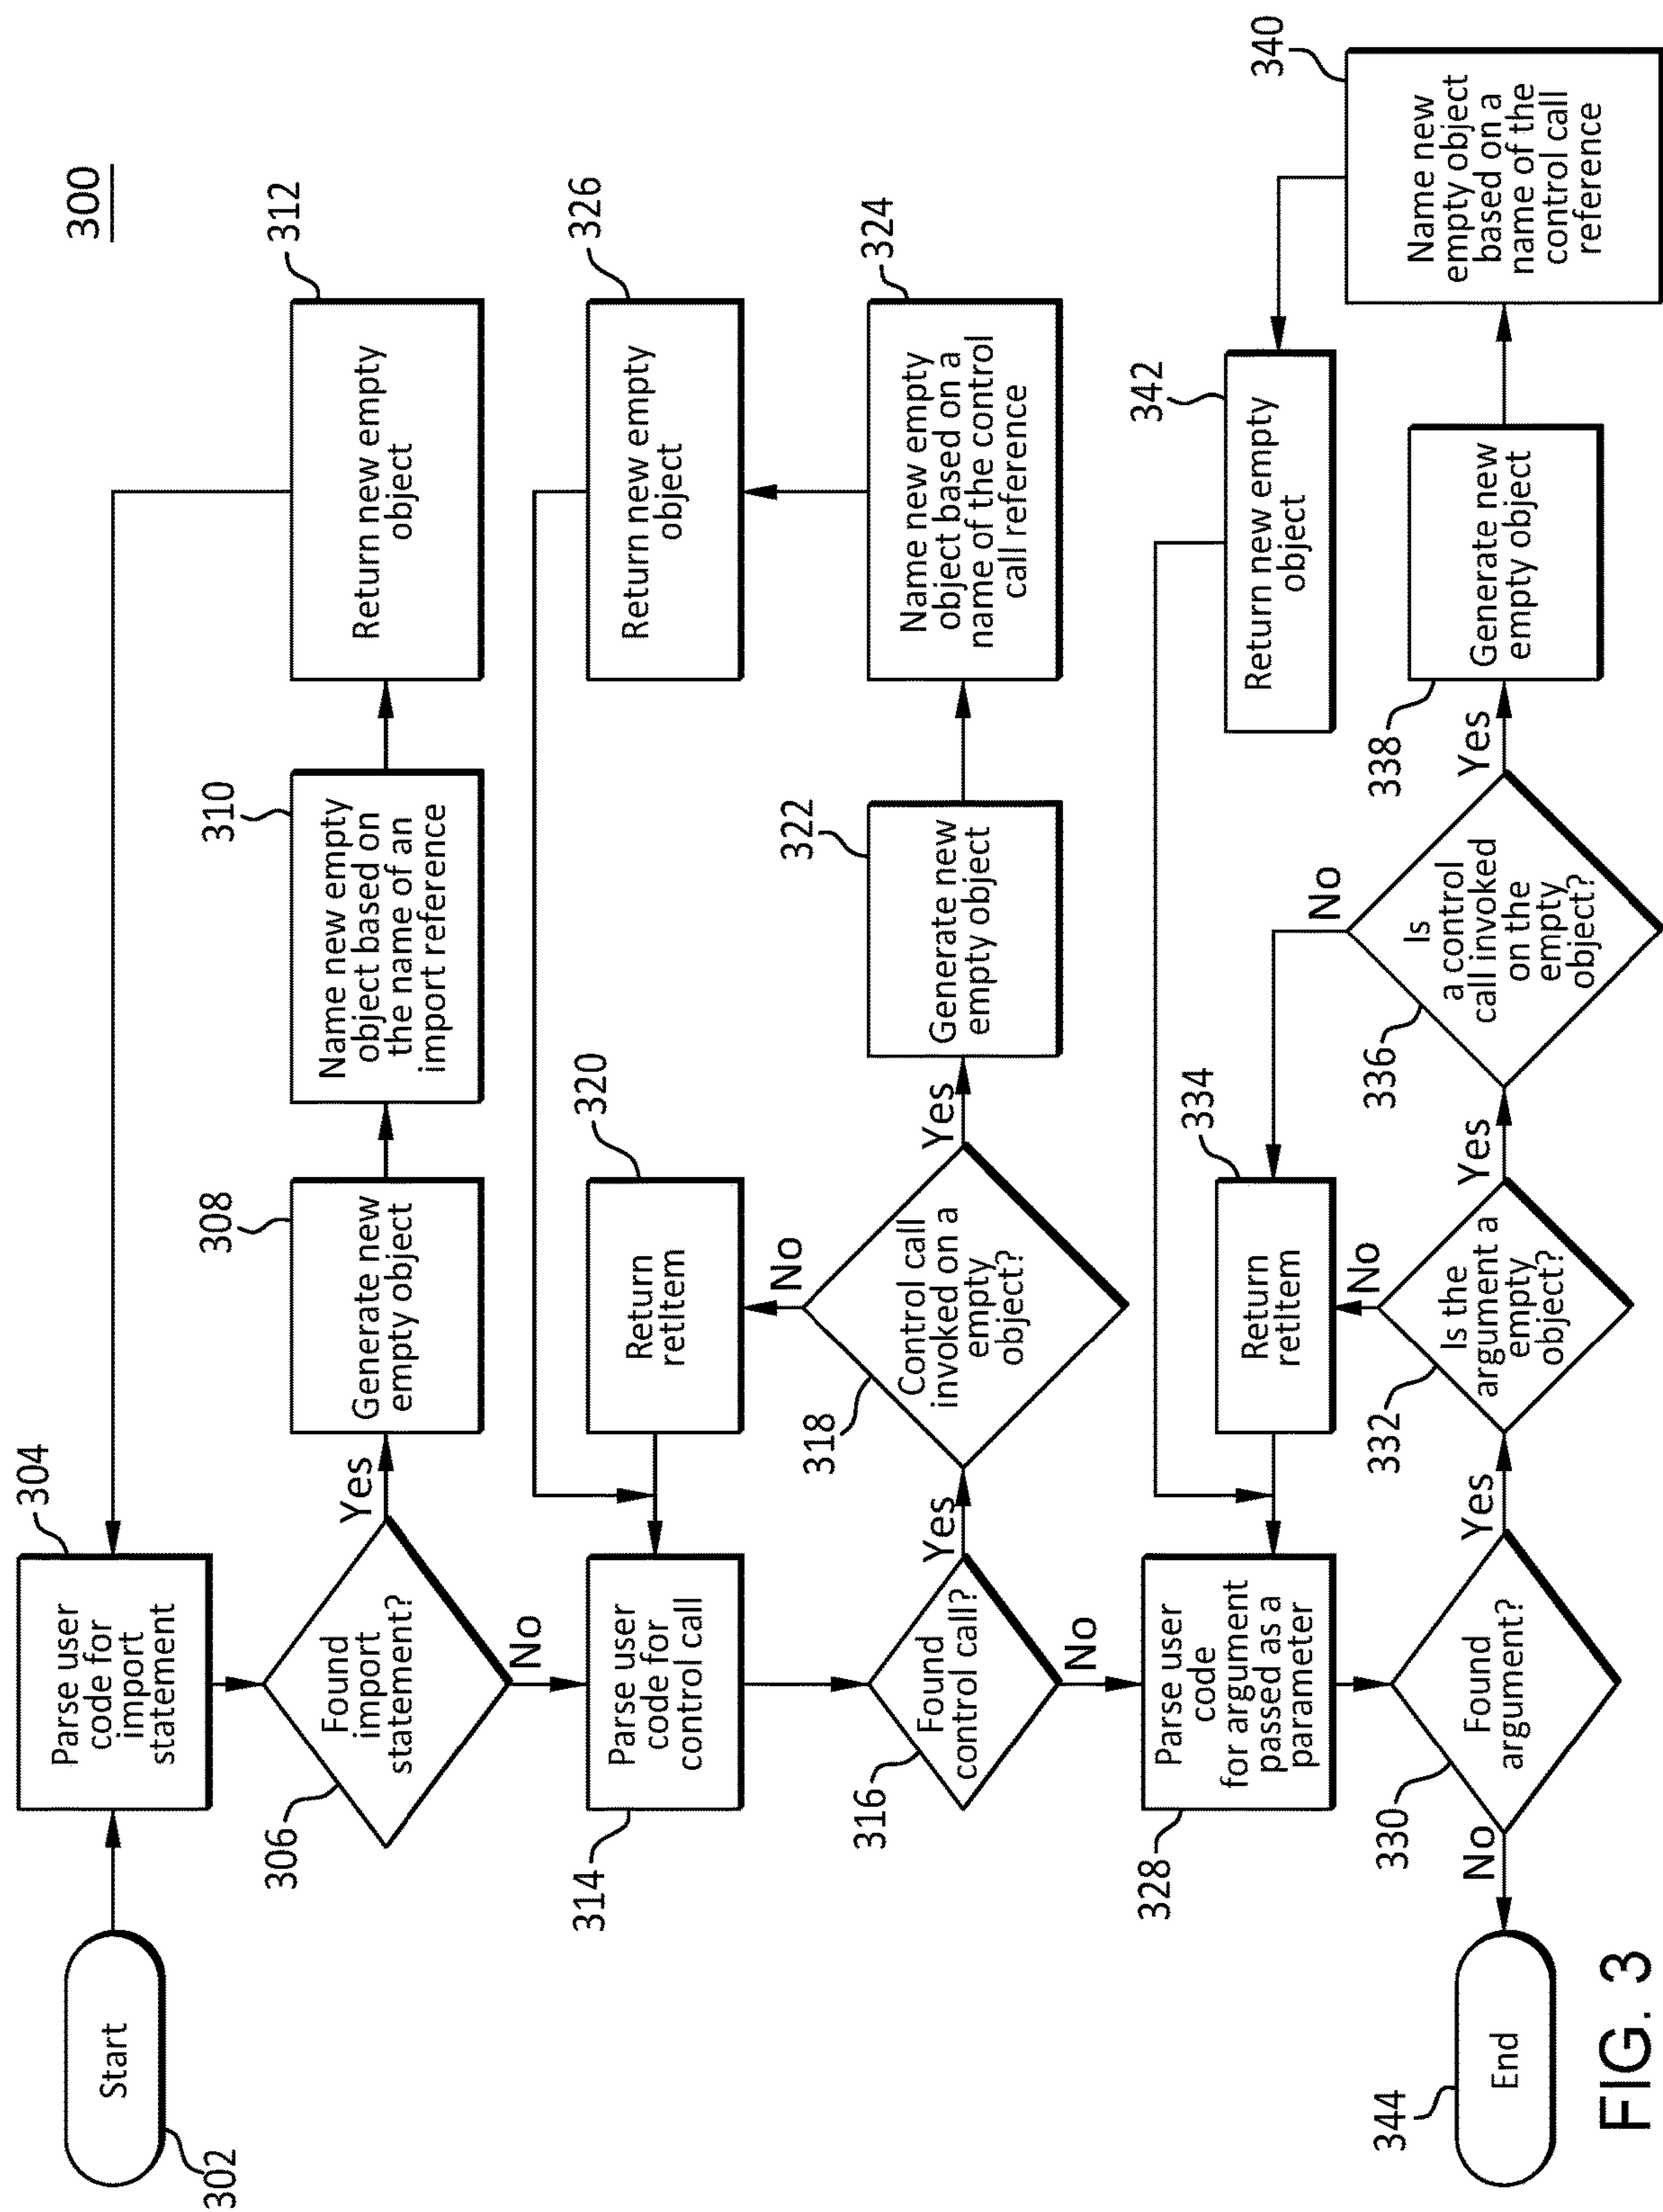 300
Start
302
Parse user
code for
import
statement
304
Found
import
statement?
306
Yes
No
Generate new
empty object
308
Name new empty
object based on
the name of an
import reference
310
Return new empty
object
312
Parse user
code for
control call
314
Return
retItem
320
Return new empty
object
326
Found
control call?
316
Yes
No
Control call
invoked on a
empty
object?
318
No
Yes
Generate new
empty object
322
Name new empty
object based on a
name of the control
call reference
324
Parse user
code
for argument
passed as a
parameter
328
Return
retItem
334
Return new empty
object
342
End
344
No
Found
argument?
330
Yes
Is the
argument a
empty
object?
332
No
Yes
Is
a control
call invoked
on the
empty
object?
336
No
Yes
Generate new
empty object
338
Name new
empty object
based on a
name of the
control call
reference
340
FIG. 3